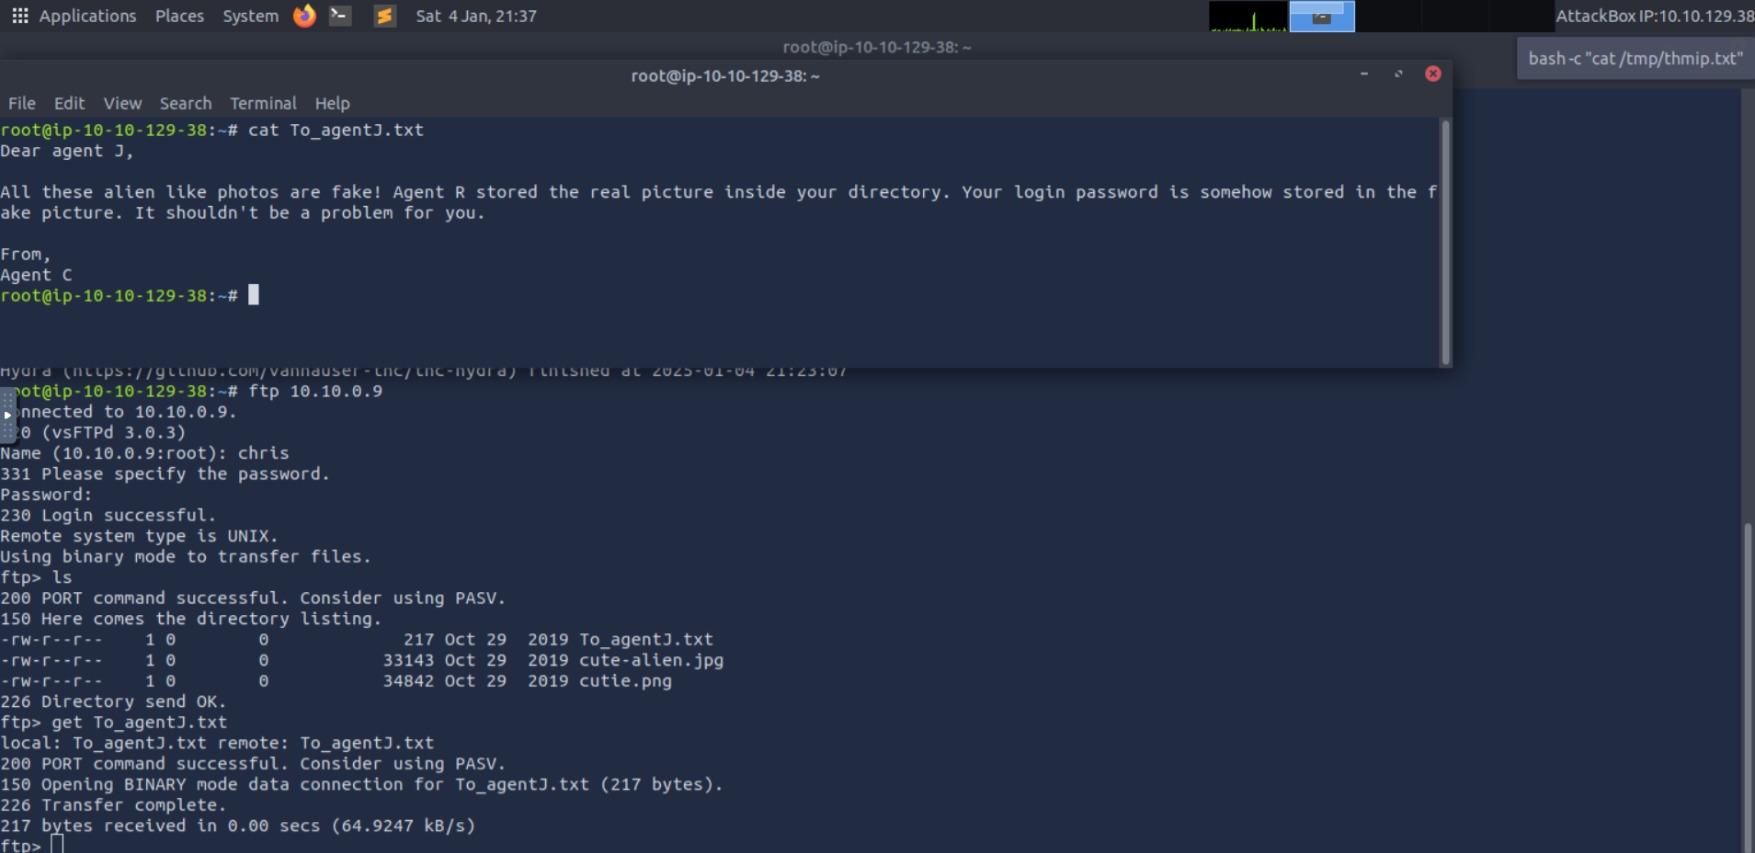 Applications Places System Sat 4 Jan, 21:37 AttackBox IP:10.10.129.38
root@ip-10-10-129-38: ~
bash -c "cat /tmp/thmip.txt"
root@ip-10-10-129-38: ~
File Edit View Search Terminal Help
root@ip-10-10-129-38:~# cat To_agentJ.txt
Dear agent J,
All these alien like photos are fake! Agent R stored the real picture inside your directory. Your login password is somehow stored in the f
ake picture. It shouldn't be a problem for you.
From,
Agent C
root@ip-10-10-129-38:~#
Hydra (https://github.com/vanhauser-thc/thc-hydra) finished at 2025-01-04 21:23:07
oot@ip-10-10-129-38:~# ftp 10.10.0.9
onnected to 10.10.0.9.
20 (vsFTPd 3.0.3)
Name (10.10.0.9:root): chris
331 Please specify the password.
Password:
230 Login successful.
Remote system type is UNIX.
Using binary mode to transfer files.
ftp> ls
200 PORT command successful. Consider using PASV.
150 Here comes the directory listing.
-rw-r--r-- 1 0 0 217 Oct 29 2019 To_agentJ.txt
-rw-r--r-- 1 0 0 33143 Oct 29 2019 cute-alien.jpg
-rw-r--r-- 1 0 0 34842 Oct 29 2019 cutie.png
226 Directory send OK.
ftp> get To_agentJ.txt
local: To_agentJ.txt remote: To_agentJ.txt
200 PORT command successful. Consider using PASV.
150 Opening BINARY mode data connection for To_agentJ.txt (217 bytes).
226 Transfer complete.
217 bytes received in 0.00 secs (64.9247 kB/s)
ftp>